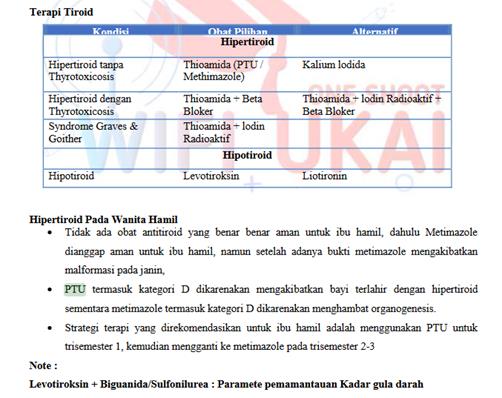 Terapi Tiroid
Kondisi Obat Pilihan Alternatif
Hipertiroid
Hipertiroid tanpa Thioamida (PTU / Kalium Iodida
Thyrotoxicosis Methimazole)
Hipertiroid dengan Thioamida + Beta Thioamida + Iodin Radioaktif +
Thyrotoxicosis Bloker Beta Bloker
Syndrome Graves & Thioamida + Iodin
Goither Radioaktif
Hipotiroid
Hipotiroid Levotiroksin Liotironin
ONE SHOOT
WIFI UKAI
Hipertiroid Pada Wanita Hamil
• Tidak ada obat antitiroid yang benar benar aman untuk ibu hamil, dahulu Metimazole
dianggap aman untuk ibu hamil, namun setelah adanya bukti metimazole mengakibatkan
malformasi pada janin,
• PTU termasuk kategori D dikarenakan mengakibatkan bayi terlahir dengan hipertiroid
sementara metimazole termasuk kategori D dikarenakan menghambat organogenesis.
• Strategi terapi yang direkomendasikan untuk ibu hamil adalah menggunakan PTU untuk
trisemester 1, kemudian mengganti ke metimazole pada trisemester 2-3
Note :
Levotiroksin + Biguanida/Sulfonilurea : Paramete pemamantauan Kadar gula darah